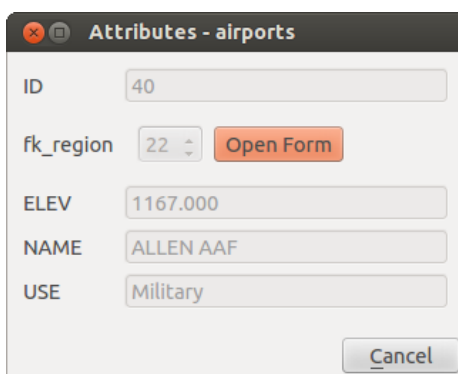 Attributes - airports
ID 40
fk_region 22 Open Form
ELEV 1167.000
NAME ALLEN AAF
USE Military
Cancel